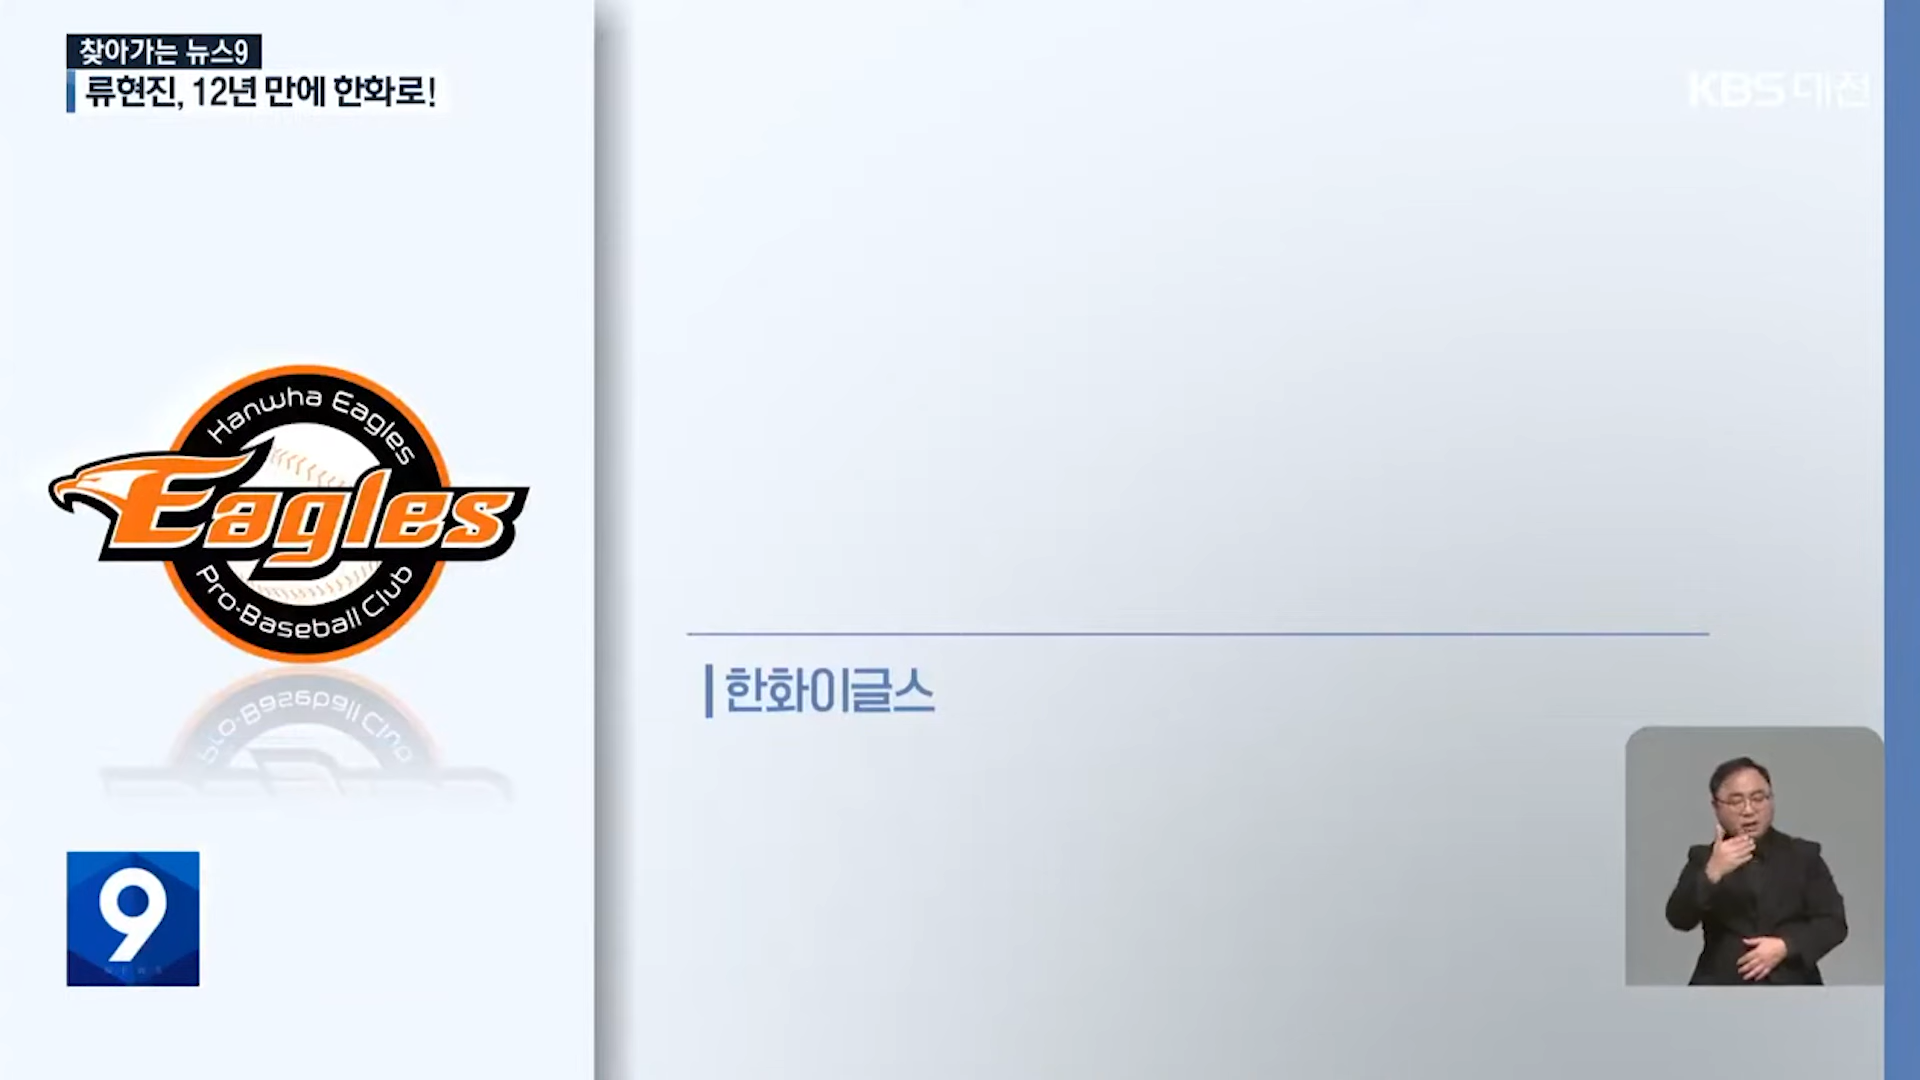 찾아가는 뉴스9
류현진, 12년 만에 한화로!
KBS 대전
Hanwha Eagles
Eagles
Pro·Baseball Club
한화이글스
9
NEWS